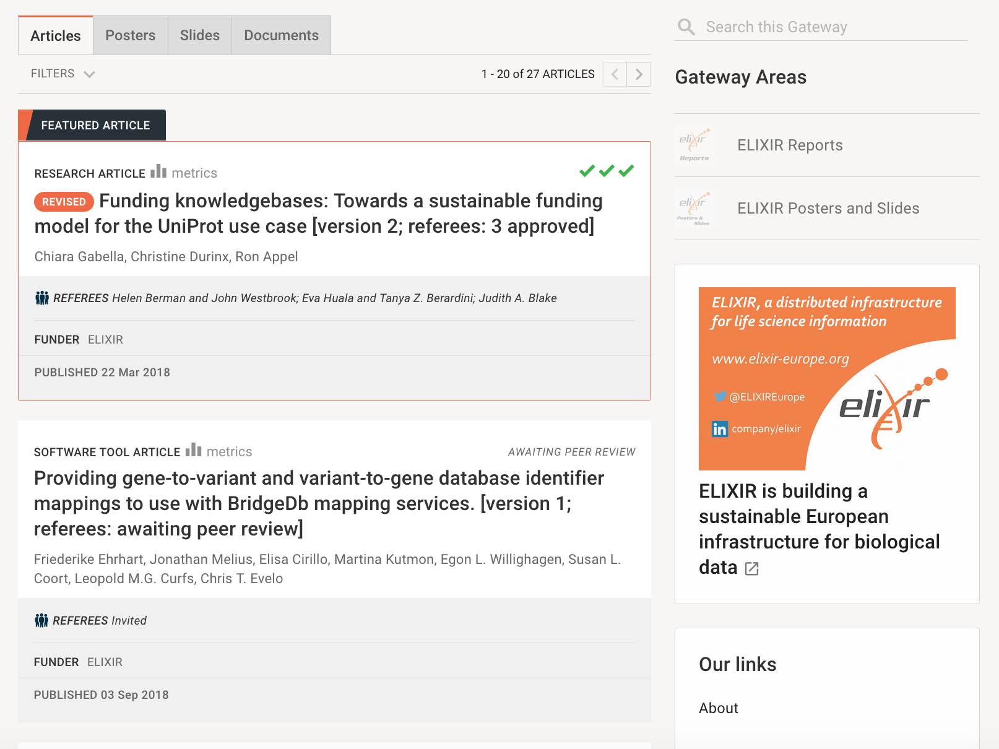 Articles
Posters
Slides
Documents
FILTERS
1 - 20 of 27 ARTICLES
FEATURED ARTICLE
RESEARCH ARTICLE metrics
REVISED Funding knowledgebases: Towards a sustainable funding
model for the UniProt use case [version 2; referees: 3 approved]
Chiara Gabella, Christine Durinx, Ron Appel
REFEREES Helen Berman and John Westbrook; Eva Huala and Tanya Z. Berardini; Judith A. Blake
FUNDER ELIXIR
PUBLISHED 22 Mar 2018
SOFTWARE TOOL ARTICLE metrics
AWAITING PEER REVIEW
Providing gene-to-variant and variant-to-gene database identifier
mappings to use with BridgeDb mapping services. [version 1;
referees: awaiting peer review]
Friederike Ehrhart, Jonathan Melius, Elisa Cirillo, Martina Kutmon, Egon L. Willighagen, Susan L.
Coort, Leopold M.G. Curfs, Chris T. Evelo
REFEREES Invited
FUNDER ELIXIR
PUBLISHED 03 Sep 2018
Search this Gateway
Gateway Areas
elixir
Reports
ELIXIR Reports
elixir
Posters &
Slides
ELIXIR Posters and Slides
ELIXIR, a distributed infrastructure
for life science information
www.elixir-europe.org
@ELIXIREurope
in company/elixir
elixir
ELIXIR is building a
sustainable European
infrastructure for biological
data
Our links
About